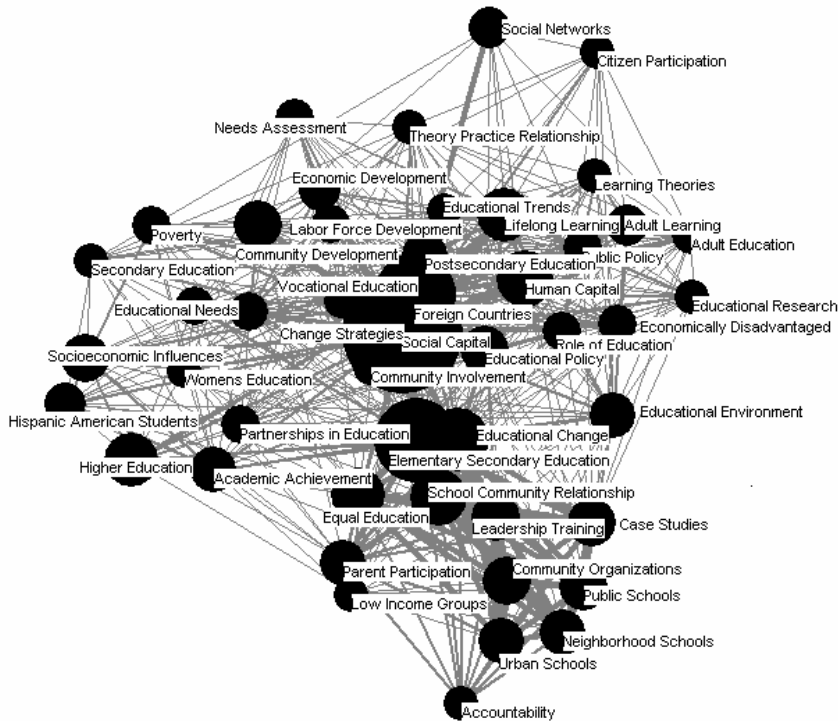 Social Networks
Citizen Participation
Needs Assessment
Theory Practice Relationship
Economic Development
Learning Theories
Educational Trends
Poverty
Labor Force Development
Lifelong Learning
Adult Learning
Adult Education
Community Development
Postsecondary Education
ublic Policy
Secondary Education
Vocational Education
Human Capital
Educational Needs
Foreign Countries
Educational Research
Economically Disadvantaged
Change Strategies
Social Capital
Role of Education
Socioeconomic Influences
Educational Policy
Womens Education
Community Involvement
Hispanic American Students
Educational Environment
Partnerships in Education
Educational Change
Higher Education
Elementary Secondary Education
Academic Achievement
School Community Relationship
Equal Education
Leadership Training
Case Studies
Parent Participation
Community Organizations
Low Income Groups
Public Schools
Neighborhood Schools
Urban Schools
Accountability